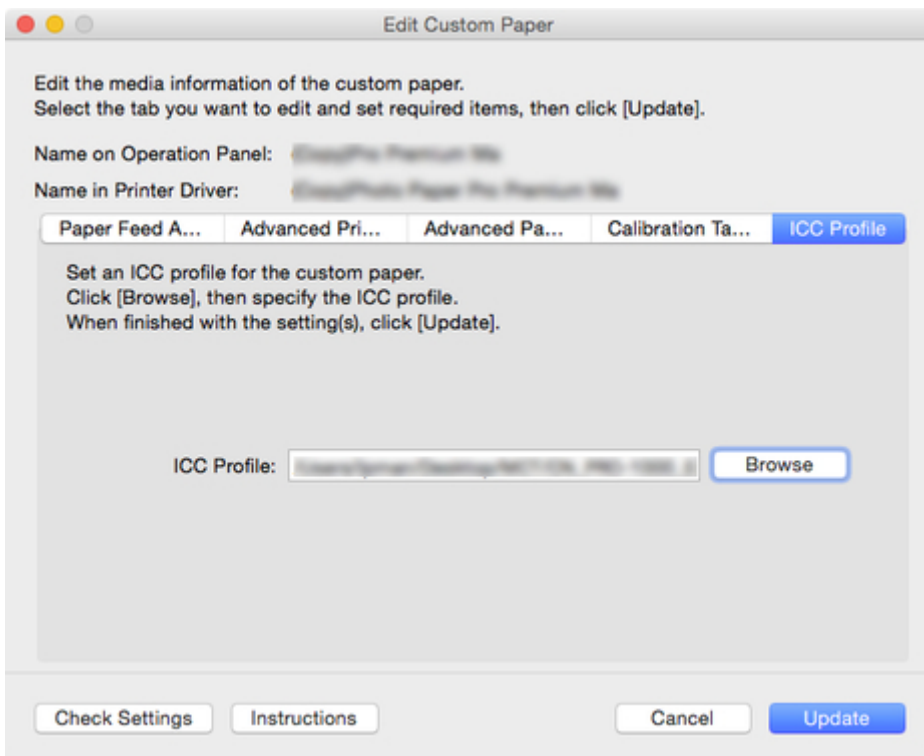 Edit Custom Paper
Edit the media information of the custom paper.
Select the tab you want to edit and set required items, then click [Update].
Name on Operation Panel:
Name in Printer Driver:
Paper Feed A... Advanced Pri... Advanced Pa... Calibration Ta... ICC Profile
Set an ICC profile for the custom paper.
Click [Browse], then specify the ICC profile.
When finished with the setting(s), click [Update].
ICC Profile: Browse
Check Settings Instructions Cancel Update